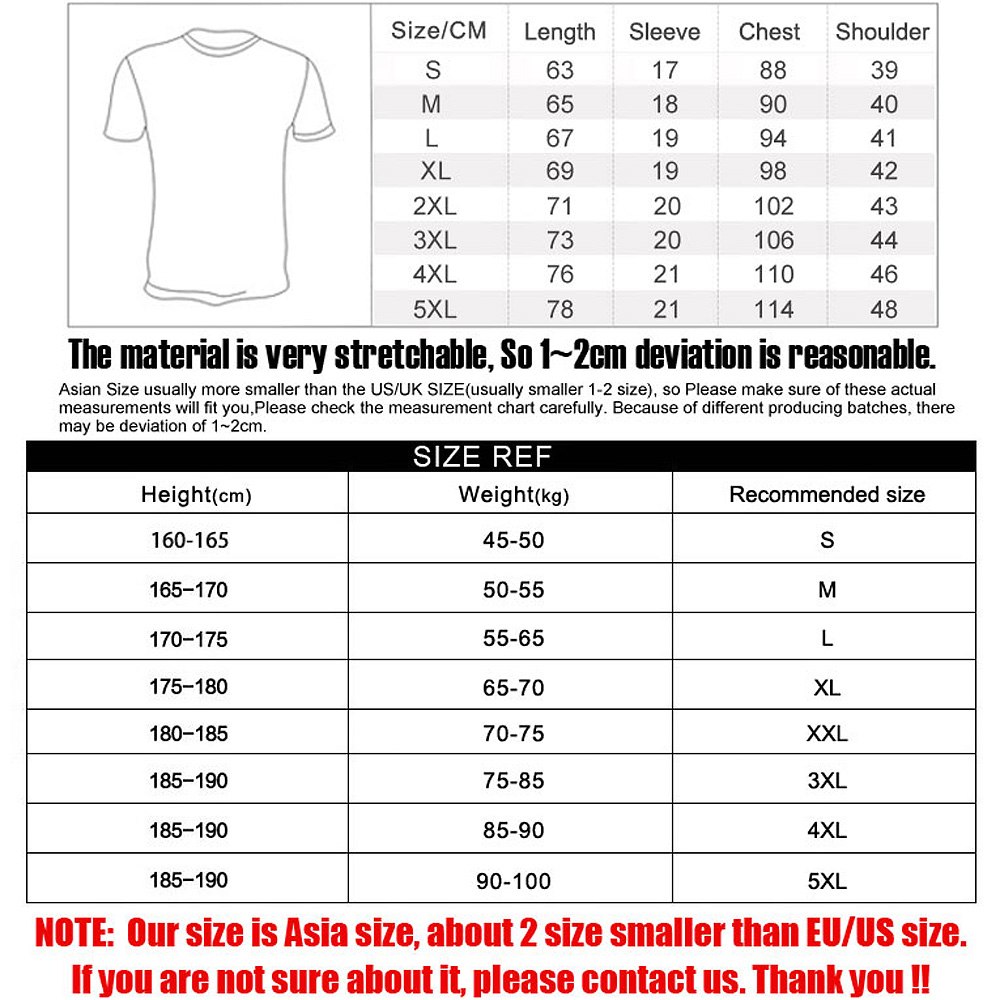 Size/CM Length Sleeve Chest Shoulder
S 63 17 88 39
M 65 18 90 40
L 67 19 94 41
XL 69 19 98 42
2XL 71 20 102 43
3XL 73 20 106 44
4XL 76 21 110 46
5XL 78 21 114 48
The material is very stretchable, So 1~2cm deviation is reasonable.
Asian Size usually more smaller than the US/UK SIZE(usually smaller 1-2 size), so Please make sure of these actual
measurements will fit you,Please check the measurement chart carefully. Because of different producing batches, there
may be deviation of 1~2cm.
SIZE REF
Height(cm) Weight(kg) Recommended size
160-165 45-50 S
165-170 50-55 M
170-175 55-65 L
175-180 65-70 XL
180-185 70-75 XXL
185-190 75-85 3XL
185-190 85-90 4XL
185-190 90-100 5XL
NOTE: Our size is Asia size, about 2 size smaller than EU/US size.
If you are not sure about it, please contact us. Thank you !!